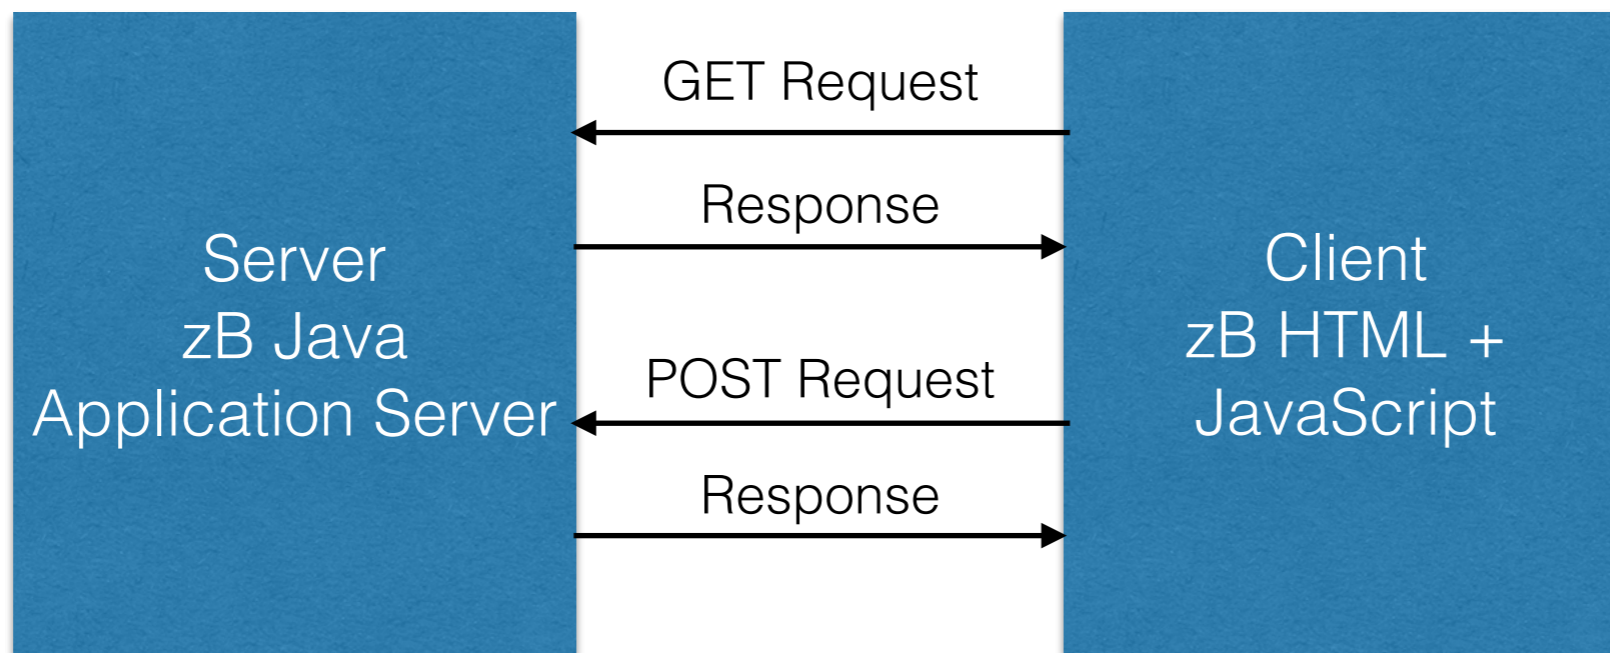 Server
zB Java
Application Server
GET Request
Response
POST Request
Response
Client
zB HTML +
JavaScript